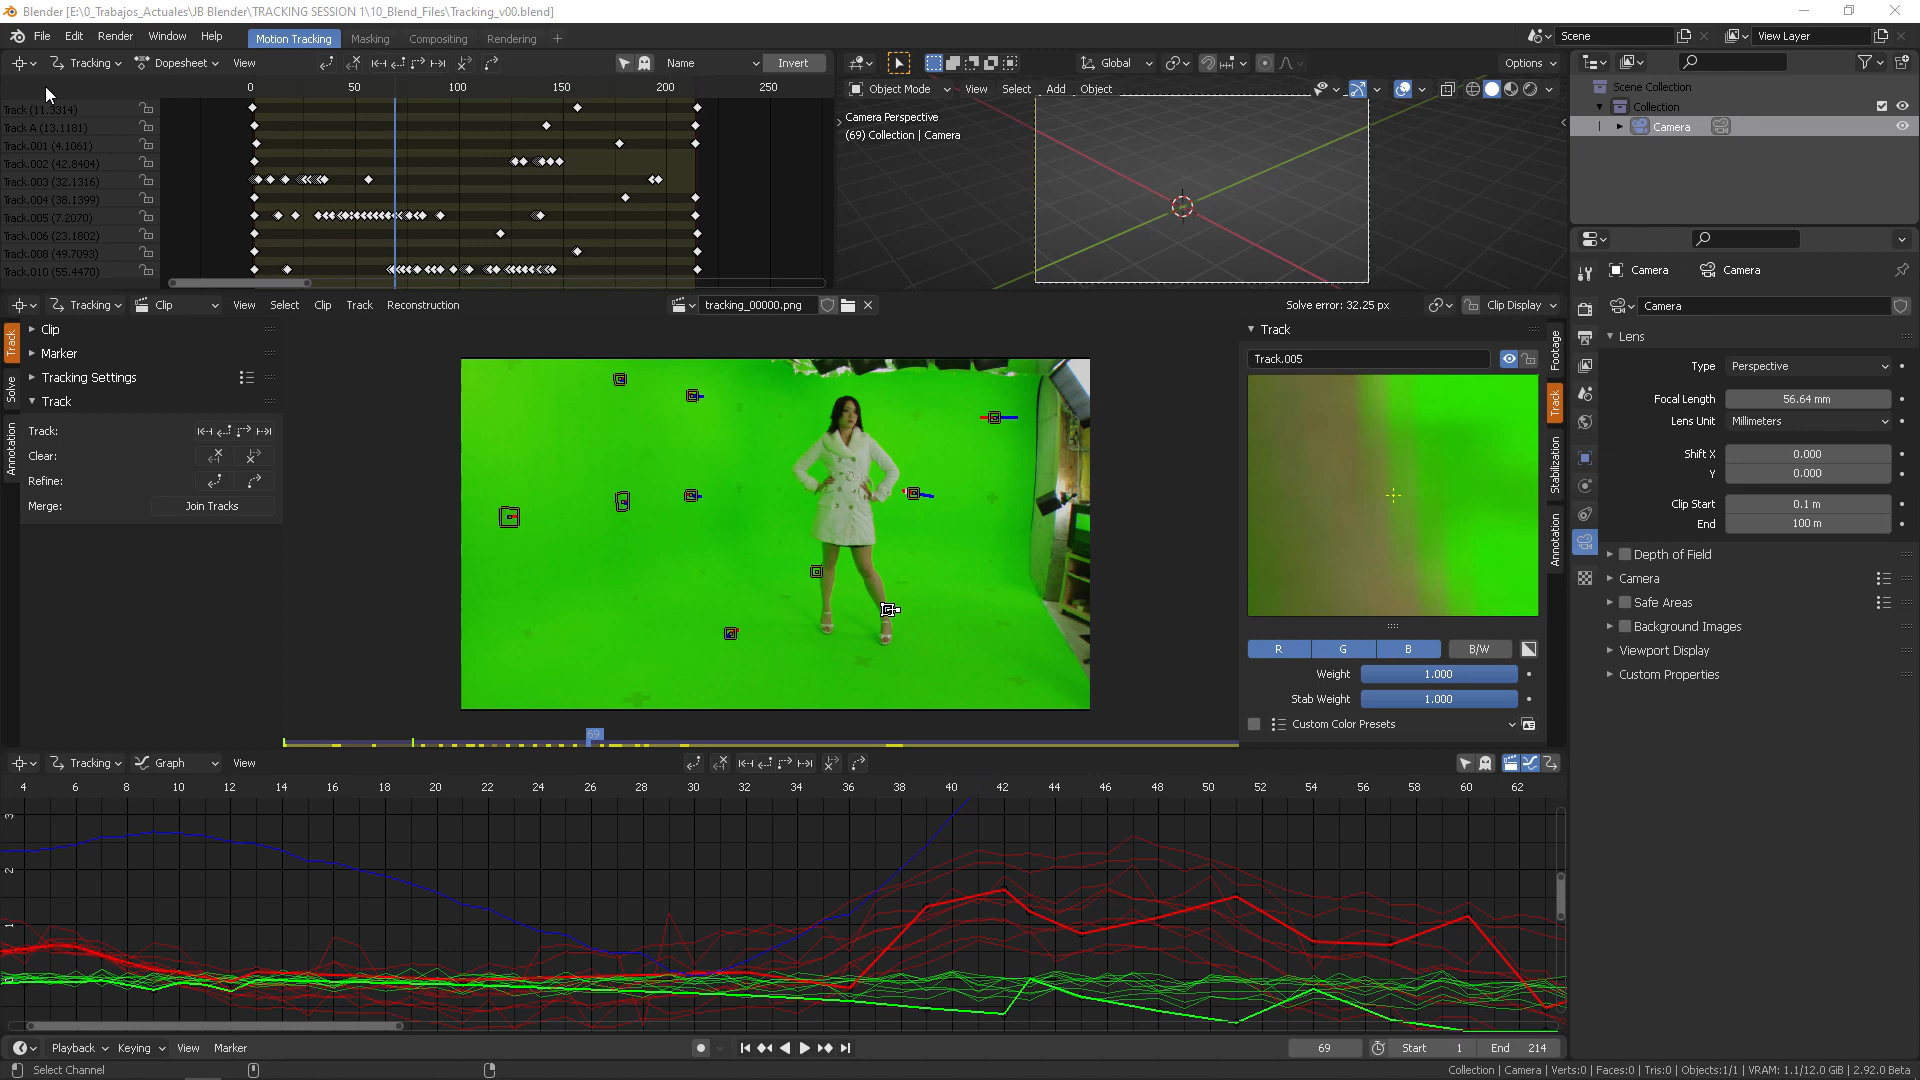 Blender [E:\0_Trabajos_Actuales\JB Blender\TRACKING SESSION 1\10_Blend_Files\Tracking_v00.blend]
File Edit Render Window Help Motion Tracking Masking Compositing Rendering + Scene View Layer
Tracking Dopesheet View Name Invert Global Options
0 50 100 150 200 250
Object Mode View Select Add Object
Scene Collection
Collection
Camera
Track (11.3314)
Track A (13.1181)
Track.001 (4.1061)
Track.002 (42.8404)
Track.003 (32.1316)
Track.004 (38.1399)
Track.005 (7.2070)
Track.006 (23.1802)
Track.008 (49.7093)
Track.010 (55.4470)
Camera Perspective
(69) Collection | Camera
Tracking Clip View Select Clip Track Reconstruction tracking_00000.png Solve error: 32.25 px Clip Display
Track
Solve
Annotation
Clip
Marker
Tracking Settings
Track
Track:
Clear:
Refine:
Merge: Join Tracks
69
Track
Track.005
R G B B/W
Weight 1.000
Stab Weight 1.000
Custom Color Presets
Footage
Track
Stabilization
Annotation
Camera Camera
Camera
Lens
Type Perspective
Focal Length 56.64 mm
Lens Unit Millimeters
Shift X 0.000
Y 0.000
Clip Start 0.1 m
End 100 m
Depth of Field
Camera
Safe Areas
Background Images
Viewport Display
Custom Properties
Tracking Graph View
4 6 8 10 12 14 16 18 20 22 24 26 28 30 32 34 36 38 40 42 44 46 48 50 52 54 56 58 60 62
3
2
1
0
Playback Keying View Marker 69 Start 1 End 214
Select Channel
Collection | Camera | Verts:0 | Faces:0 | Tris:0 | Objects:1/1 | VRAM: 1.1/12.0 GiB | 2.92.0 Beta